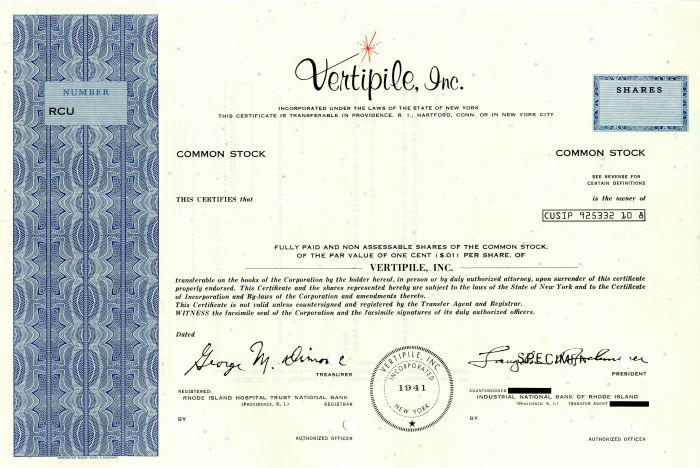 Vertipile, Inc.
INCORPORATED UNDER THE LAWS OF THE STATE OF NEW YORK
THIS CERTIFICATE IS TRANSFERABLE IN PROVIDENCE, R. I., HARTFORD, CONN. OR IN NEW YORK CITY
NUMBER
RCU
SHARES
COMMON STOCK
COMMON STOCK
SEE REVERSE FOR
CERTAIN DEFINITIONS
THIS CERTIFIES that
is the owner of
CUSIP 925332 10 8
FULLY PAID AND NON ASSESSABLE SHARES OF THE COMMON STOCK,
OF THE PAR VALUE OF ONE CENT ($.01) PER SHARE, OF
VERTIPILE, INC.
transferable on the books of the Corporation by the holder hereof, in person or by duly authorized attorney, upon surrender of this certificate
properly endorsed. This Certificate and the shares represented hereby are subject to the laws of the State of New York and to the Certificate
of Incorporation and By-laws of the Corporation and amendments thereto.
This Certificate is not valid unless countersigned and registered by the Transfer Agent and Registrar.
WITNESS the facsimile seal of the Corporation and the facsimile signatures of its duly authorized officers.
Dated
George M.
TREASURER
VERTIPILE, INC.
INCORPORATED
1941
NEW YORK
SPECIMEN
PRESIDENT
REGISTERED:
RHODE ISLAND HOSPITAL TRUST NATIONAL BANK
(PROVIDENCE, R. I.) REGISTRAR
BY
AUTHORIZED OFFICER
COUNTERSIGNED
INDUSTRIAL NATIONAL BANK OF RHODE ISLAND
(PROVIDENCE, R. I.) TRANSFER AGENT
BY
AUTHORIZED OFFICER
AMERICAN BANK NOTE COMPANY